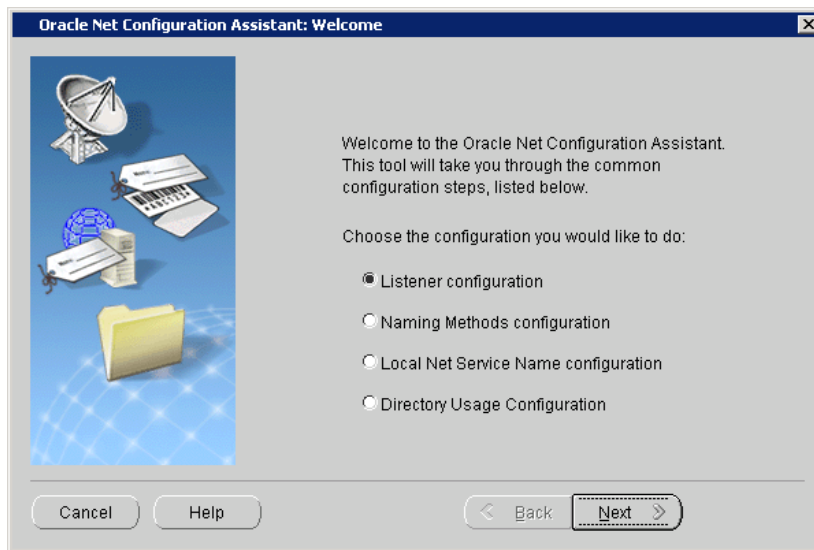 Oracle Net Configuration Assistant: Welcome
Welcome to the Oracle Net Configuration Assistant.
This tool will take you through the common
configuration steps, listed below.
Choose the configuration you would like to do:
Listener configuration
Naming Methods configuration
Local Net Service Name configuration
Directory Usage Configuration
Cancel
Help
Back
Next